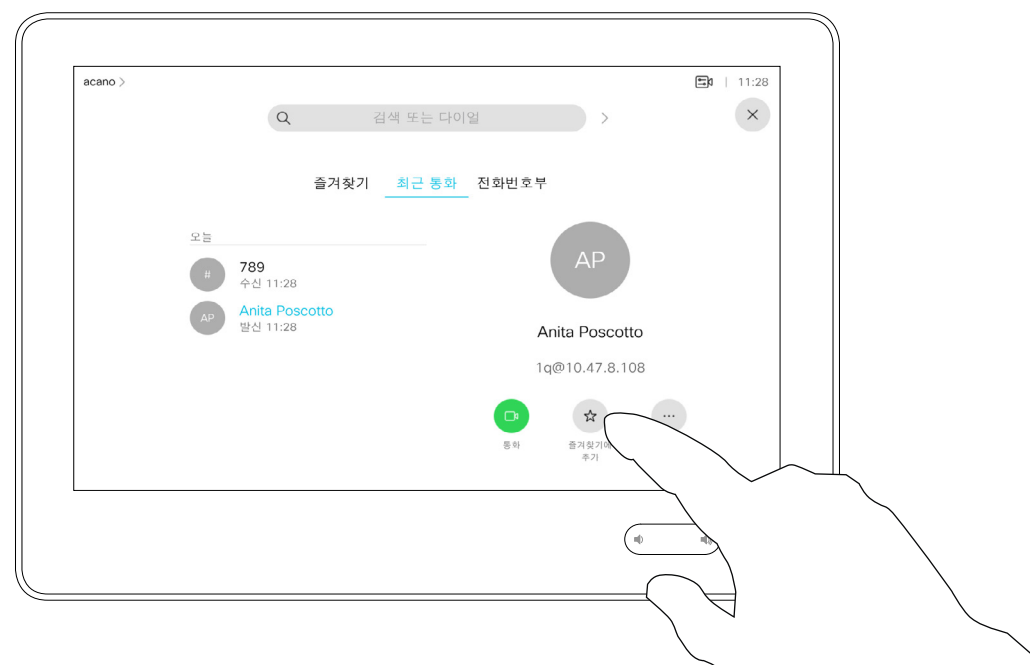 acano >
11:28
검색 또는 다이얼
즐겨찾기 최근 통화 전화번호부
오늘
#
789
수신 11:28
AP
Anita Poscotto
발신 11:28
AP
Anita Poscotto
1q@10.47.8.108
통화
즐겨찾기에
추가